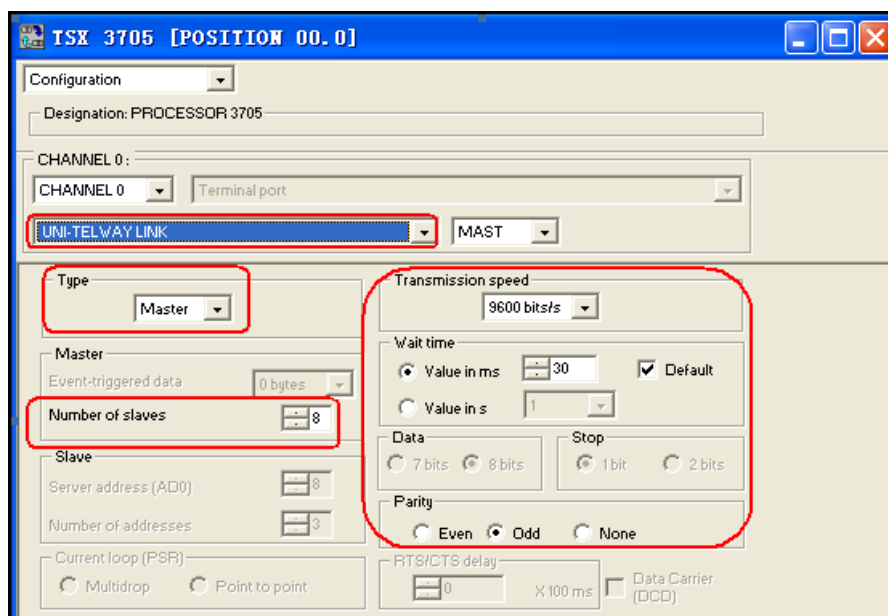 TSX 3705 [POSITION 00.0]
Configuration
Designation: PROCESSOR 3705
CHANNEL 0 :
CHANNEL 0 Terminal port
UNI-TELWAY LINK MAST
Type
Master
Transmission speed
9600 bits/s
Master
Event-triggered data 0 bytes
Number of slaves 8
Wait time
Value in ms 30 Default
Value in s 1
Data
7 bits 8 bits
Stop
1 bit 2 bits
Slave
Server address (AD0) 8
Number of addresses 3
Parity
Even Odd None
Current loop (PSR)
Multidrop Point to point
RTS/CTS delay
0 X 100 ms
Data Carrier
(DCD)